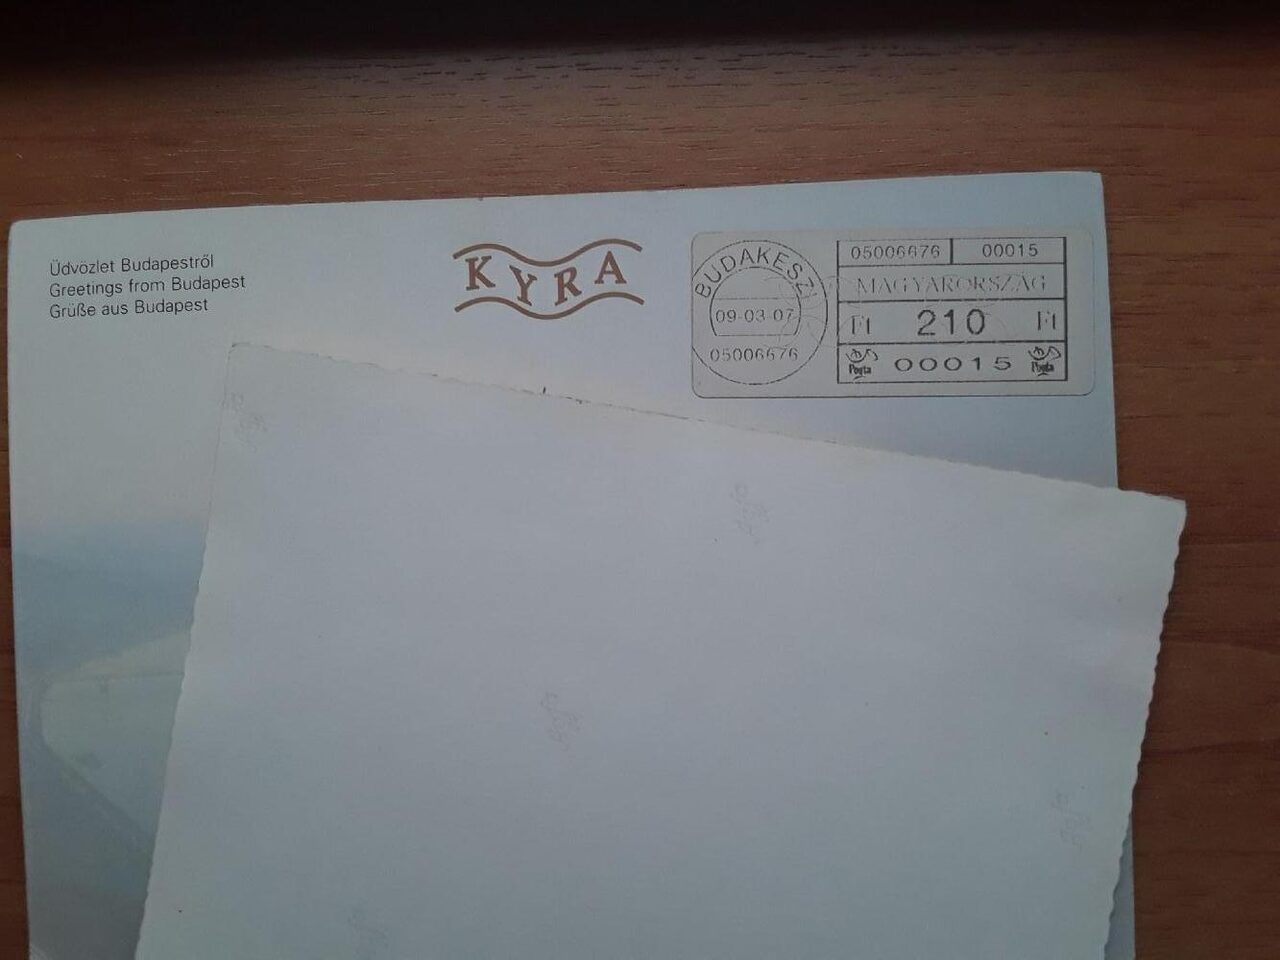 Üdvözlet Budapestről
Greetings from Budapest
Grüße aus Budapest
KYRA
BUDAKESZI
09-03-07
05006676
05006676 00015
MAGYARORSZÁG
Ft 210 Ft
Posta 00015 Posta